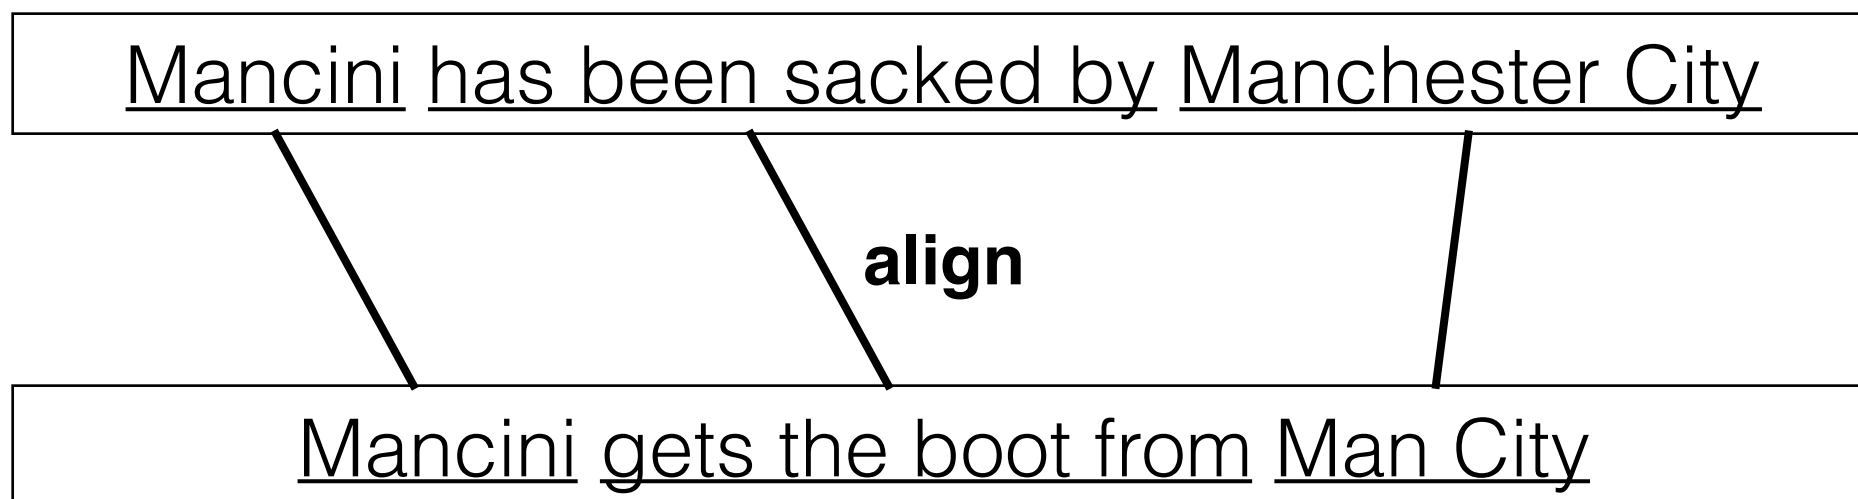 Mancini has been sacked by Manchester City
align
Mancini gets the boot from Man City